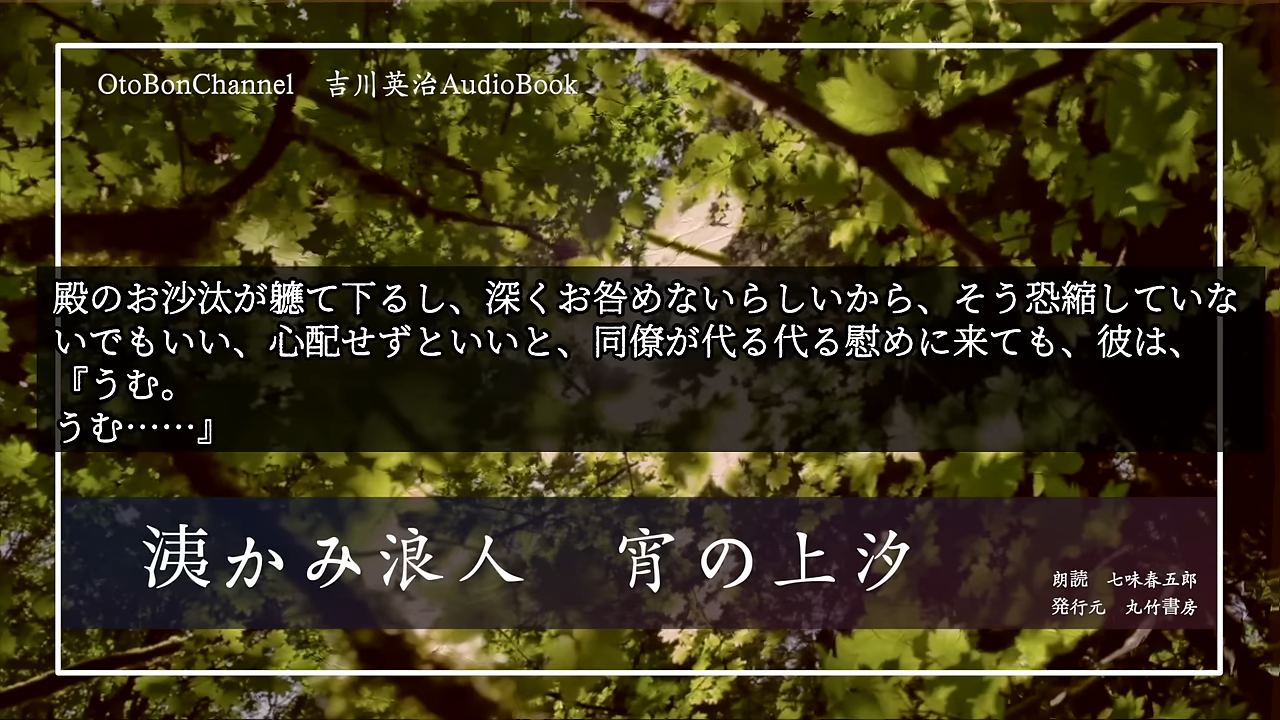 OtoBonChannel　吉川英治AudioBook
殿のお沙汰が軈て下るし、深くお咎めないらしいから、そう恐縮していな
いでもいい、心配せずといいと、同僚が代る代る慰めに来ても、彼は、
『うむ。
うむ……』
洟かみ浪人　宵の上汐
朗読　七味春五郎
発行元　丸竹書房